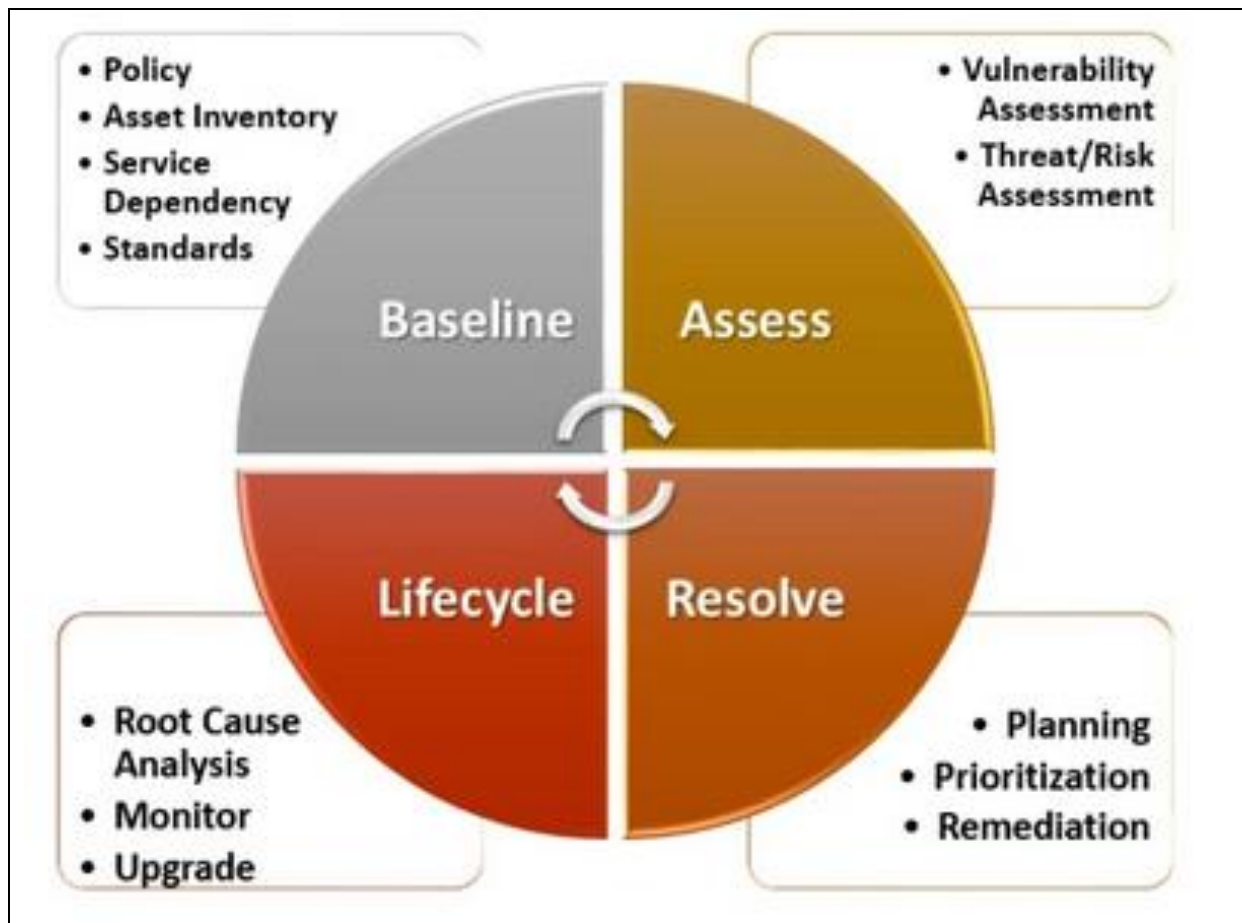 • Policy
• Asset Inventory
• Service
Dependency
• Standards
• Vulnerability
Assessment
• Threat/Risk
Assessment
Baseline
Assess
Lifecycle
Resolve
• Root Cause
Analysis
• Monitor
• Upgrade
• Planning
• Prioritization
• Remediation